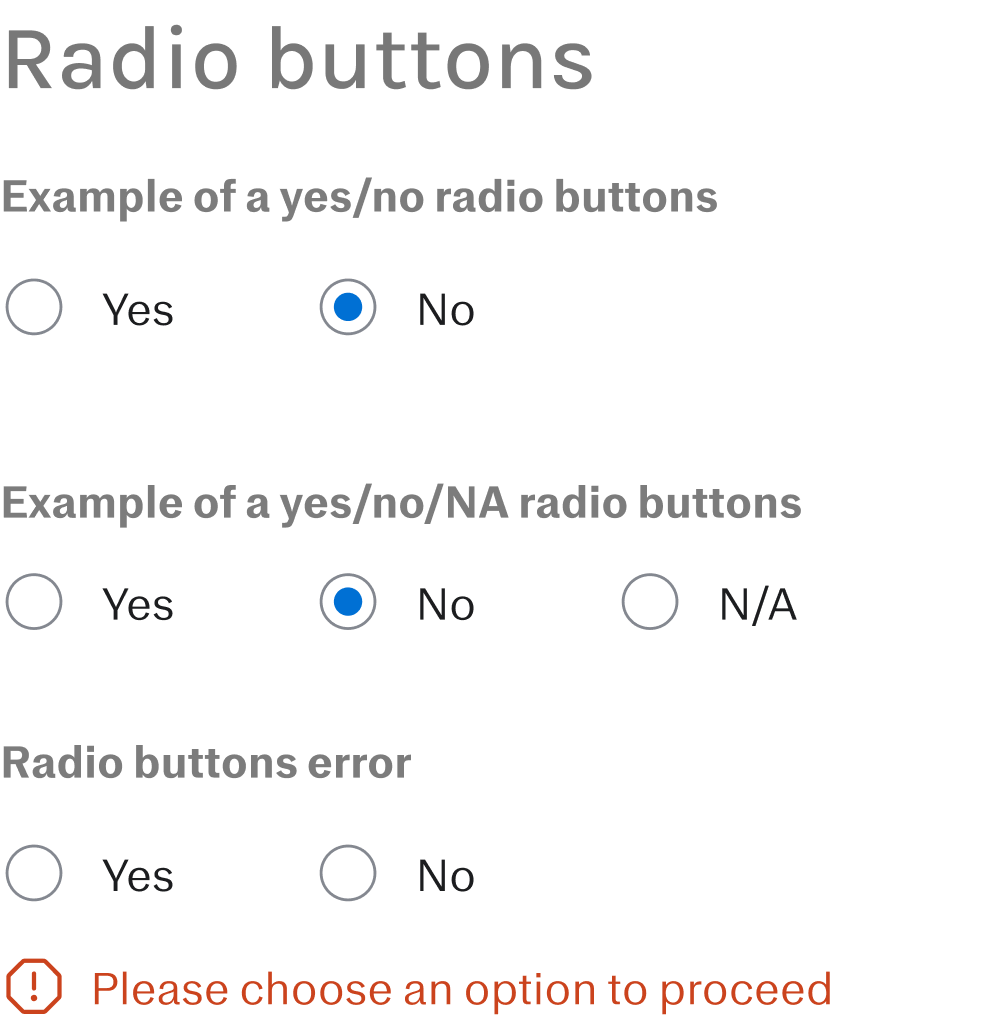 Radio buttons
Example of a yes/no radio buttons
Yes No
Example of a yes/no/NA radio buttons
Yes No N/A
Radio buttons error
Yes No
Please choose an option to proceed